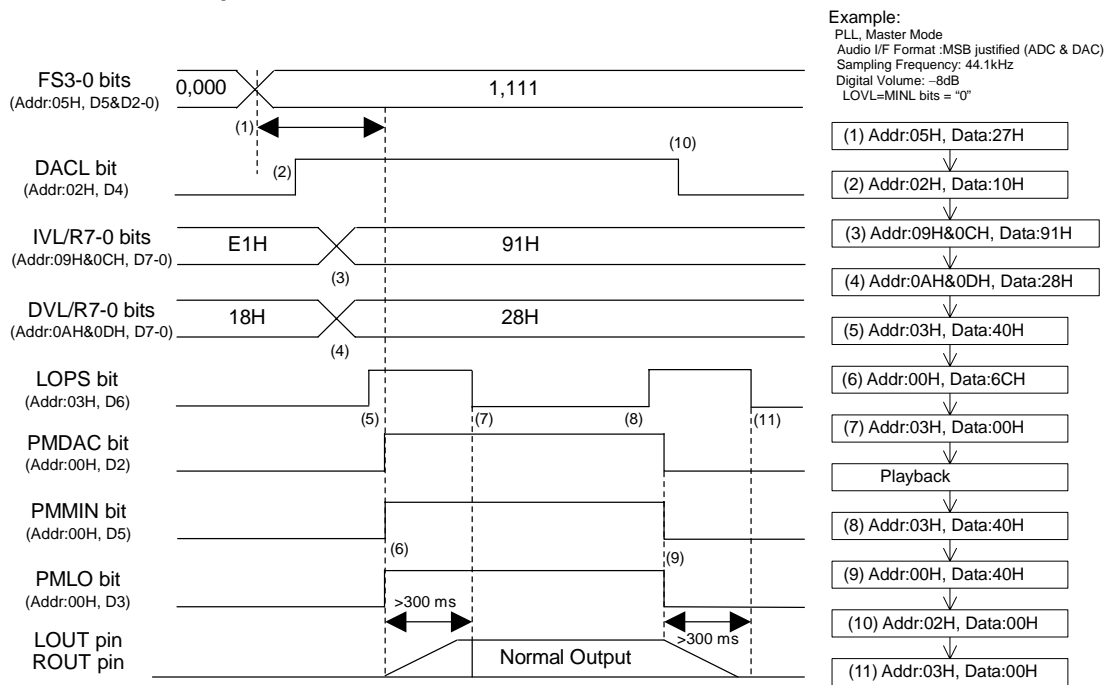 Example:
PLL, Master Mode
Audio I/F Format :MSB justified (ADC & DAC)
Sampling Frequency: 44.1kHz
Digital Volume: −8dB
LOVL=MINL bits = “0”
FS3-0 bits
(Addr:05H, D5&D2-0)
0,000
1,111
(1)
DACL bit
(Addr:02H, D4)
(2)
(10)
IVL/R7-0 bits
(Addr:09H&0CH, D7-0)
E1H
91H
(3)
DVL/R7-0 bits
(Addr:0AH&0DH, D7-0)
18H
28H
(4)
LOPS bit
(Addr:03H, D6)
(5)
(7)
(8)
(11)
PMDAC bit
(Addr:00H, D2)
PMMIN bit
(Addr:00H, D5)
(6)
(9)
PMLO bit
(Addr:00H, D3)
>300 ms
>300 ms
LOUT pin
ROUT pin
Normal Output
(1) Addr:05H, Data:27H
(2) Addr:02H, Data:10H
(3) Addr:09H&0CH, Data:91H
(4) Addr:0AH&0DH, Data:28H
(5) Addr:03H, Data:40H
(6) Addr:00H, Data:6CH
(7) Addr:03H, Data:00H
Playback
(8) Addr:03H, Data:40H
(9) Addr:00H, Data:40H
(10) Addr:02H, Data:00H
(11) Addr:03H, Data:00H